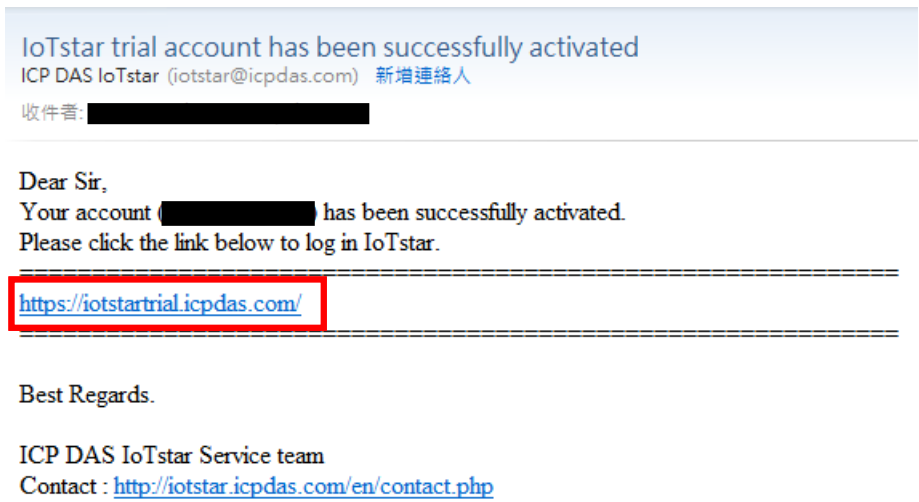 IoTstar trial account has been successfully activated
ICP DAS IoTstar (iotstar@icpdas.com) 新增連絡人
收件者:
Dear Sir,
Your account ( ) has been successfully activated.
Please click the link below to log in IoTstar.
==============================================================
https://iotstartrial.icpdas.com/
==============================================================
Best Regards.
ICP DAS IoTstar Service team
Contact : http://iotstar.icpdas.com/en/contact.php